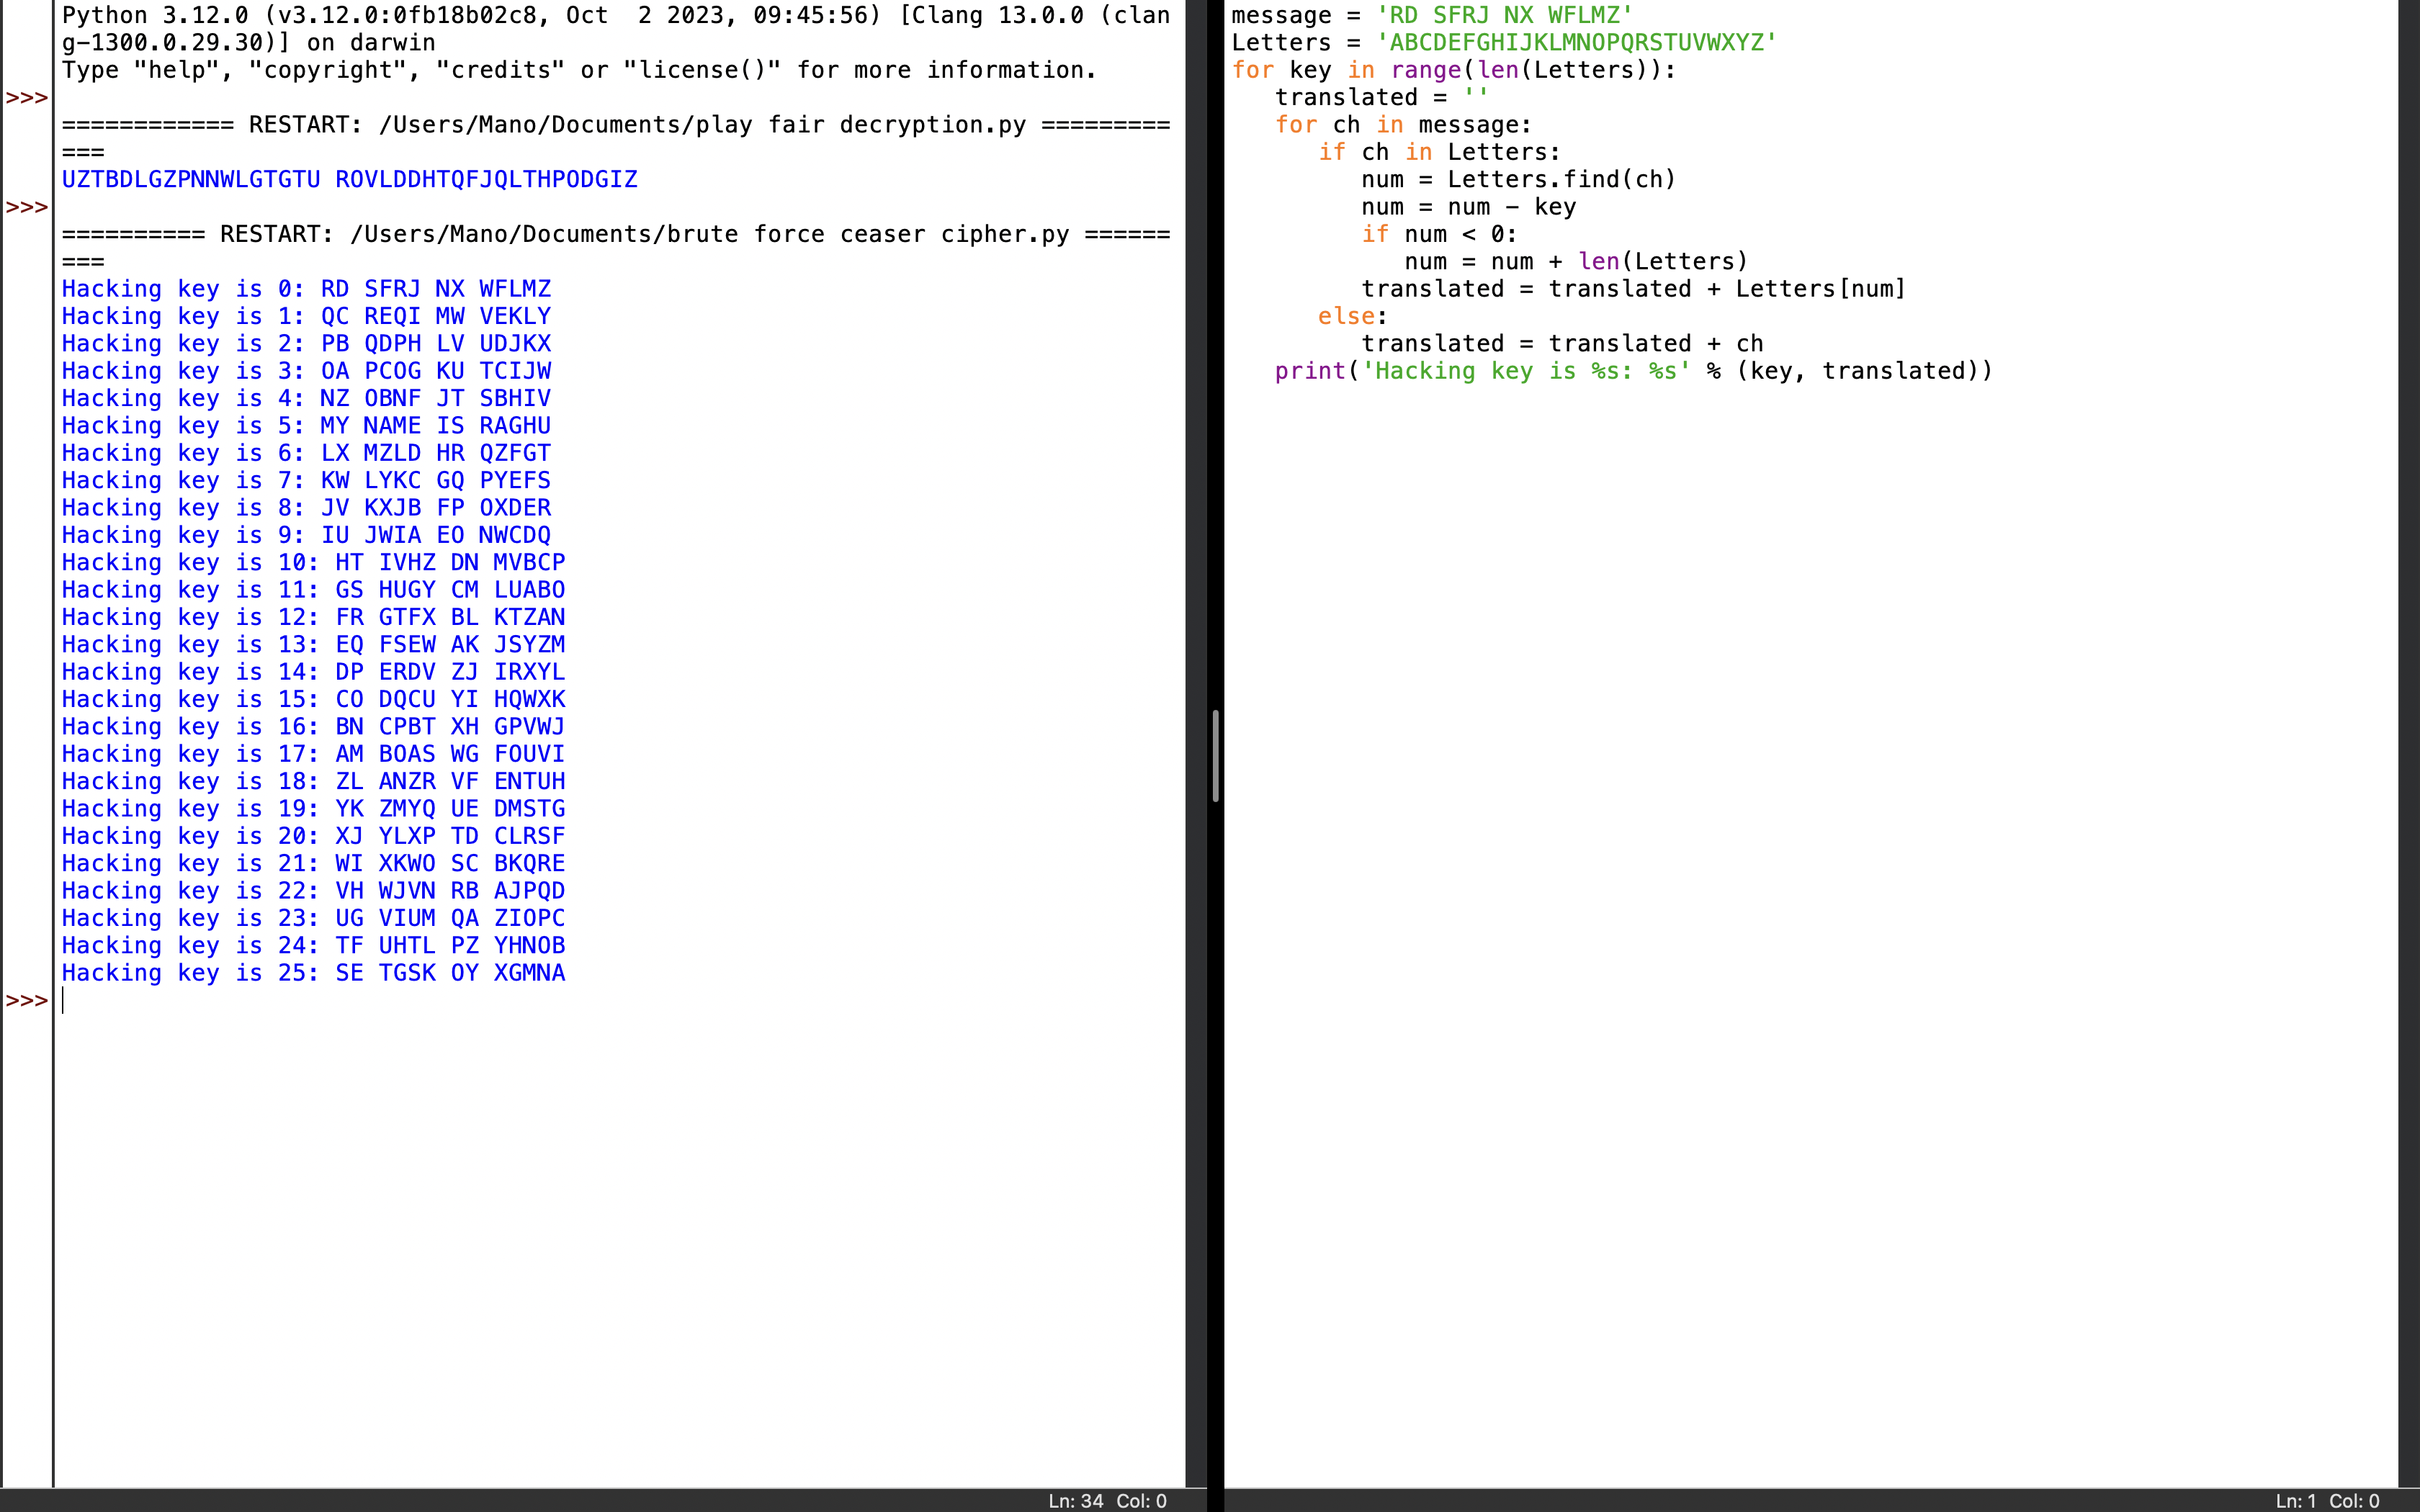 Python 3.12.0 (v3.12.0:0fb18b02c8, Oct  2 2023, 09:45:56) [Clang 13.0.0 (clan
g-1300.0.29.30)] on darwin
Type "help", "copyright", "credits" or "license()" for more information.
>>>
============ RESTART: /Users/Mano/Documents/play fair decryption.py =========
===
UZTBDLGZPNNWLGTGTU ROVLDDHTQFJQLTHPODGIZ
>>>
========== RESTART: /Users/Mano/Documents/brute force ceaser cipher.py ======
===
Hacking key is 0: RD SFRJ NX WFLMZ
Hacking key is 1: QC REQI MW VEKLY
Hacking key is 2: PB QDPH LV UDJKX
Hacking key is 3: OA PCOG KU TCIJW
Hacking key is 4: NZ OBNF JT SBHIV
Hacking key is 5: MY NAME IS RAGHU
Hacking key is 6: LX MZLD HR QZFGT
Hacking key is 7: KW LYKC GQ PYEFS
Hacking key is 8: JV KXJB FP OXDER
Hacking key is 9: IU JWIA EO NWCDQ
Hacking key is 10: HT IVHZ DN MVBCP
Hacking key is 11: GS HUGY CM LUABO
Hacking key is 12: FR GTFX BL KTZAN
Hacking key is 13: EQ FSEW AK JSYZM
Hacking key is 14: DP ERDV ZJ IRXYL
Hacking key is 15: CO DQCU YI HQWXK
Hacking key is 16: BN CPBT XH GPVWJ
Hacking key is 17: AM BOAS WG FOUVI
Hacking key is 18: ZL ANZR VF ENTUH
Hacking key is 19: YK ZMYQ UE DMSTG
Hacking key is 20: XJ YLXP TD CLRSF
Hacking key is 21: WI XKWO SC BKQRE
Hacking key is 22: VH WJVN RB AJPQD
Hacking key is 23: UG VIUM QA ZIOPC
Hacking key is 24: TF UHTL PZ YHNOB
Hacking key is 25: SE TGSK OY XGMNA
>>>
Ln: 34  Col: 0
message = 'RD SFRJ NX WFLMZ'
Letters = 'ABCDEFGHIJKLMNOPQRSTUVWXYZ'
for key in range(len(Letters)):
   translated = ''
   for ch in message:
      if ch in Letters:
         num = Letters.find(ch)
         num = num - key
         if num < 0:
            num = num + len(Letters)
         translated = translated + Letters[num]
      else:
         translated = translated + ch
   print('Hacking key is %s: %s' % (key, translated))
Ln: 1  Col: 0